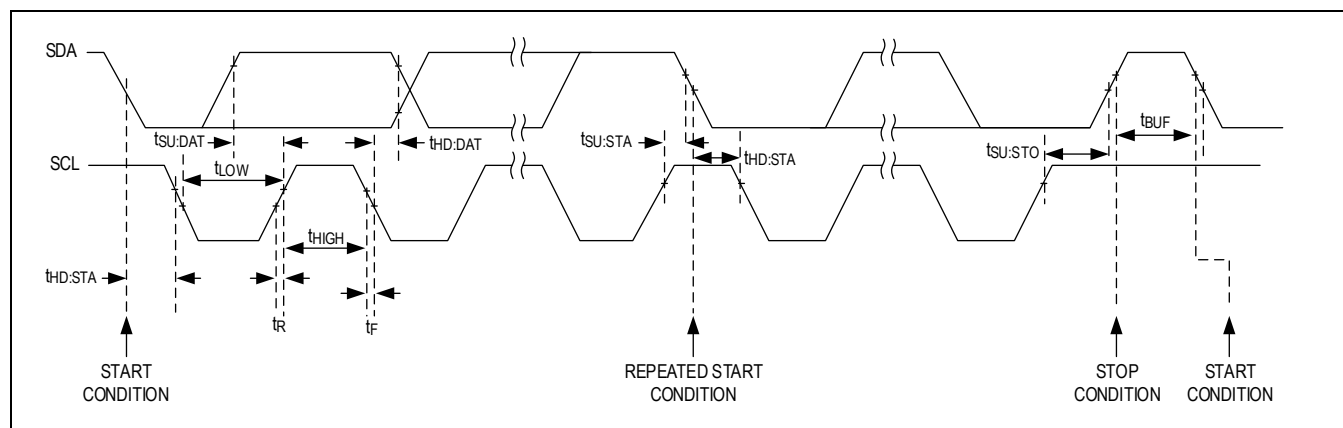 SDA
tSU:DAT
tHD:DAT
tSU:STA
tHD:STA
tSU:STO
tBUF
SCL
tLOW
tHIGH
tHD:STA
tR
tF
START
CONDITION
REPEATED START
CONDITION
STOP
CONDITION
START
CONDITION